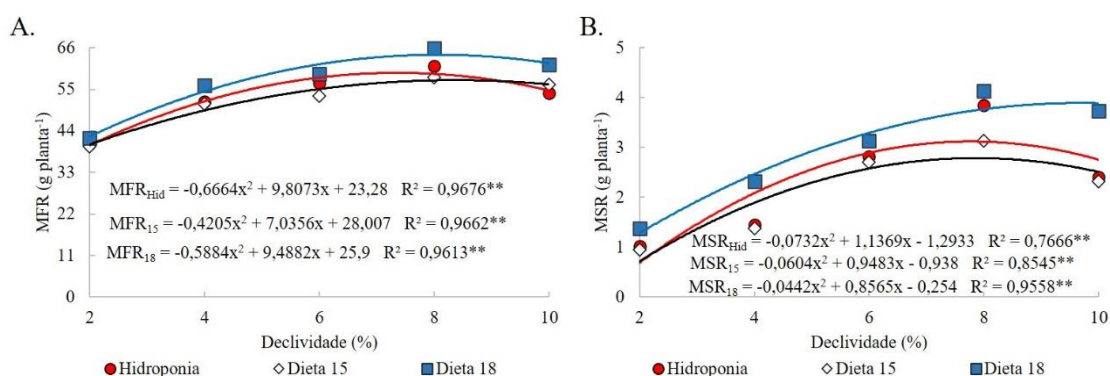 A.
MFR (g planta⁻¹)
66
55
44
33
22
11
0
MFR_Hid = -0,6664x² + 9,8073x + 23,28 R² = 0,9676**
MFR_15 = -0,4205x² + 7,0356x + 28,007 R² = 0,9662**
MFR_18 = -0,5884x² + 9,4882x + 25,9 R² = 0,9613**
2 4 6 8 10
Declividade (%)
Hidroponia Dieta 15 Dieta 18
B.
MSR (g planta⁻¹)
5
4
3
2
1
0
MSR_Hid = -0,0732x² + 1,1369x - 1,2933 R² = 0,7666**
MSR_15 = -0,0604x² + 0,9483x - 0,938 R² = 0,8545**
MSR_18 = -0,0442x² + 0,8565x - 0,254 R² = 0,9558**
2 4 6 8 10
Declividade (%)
Hidroponia Dieta 15 Dieta 18